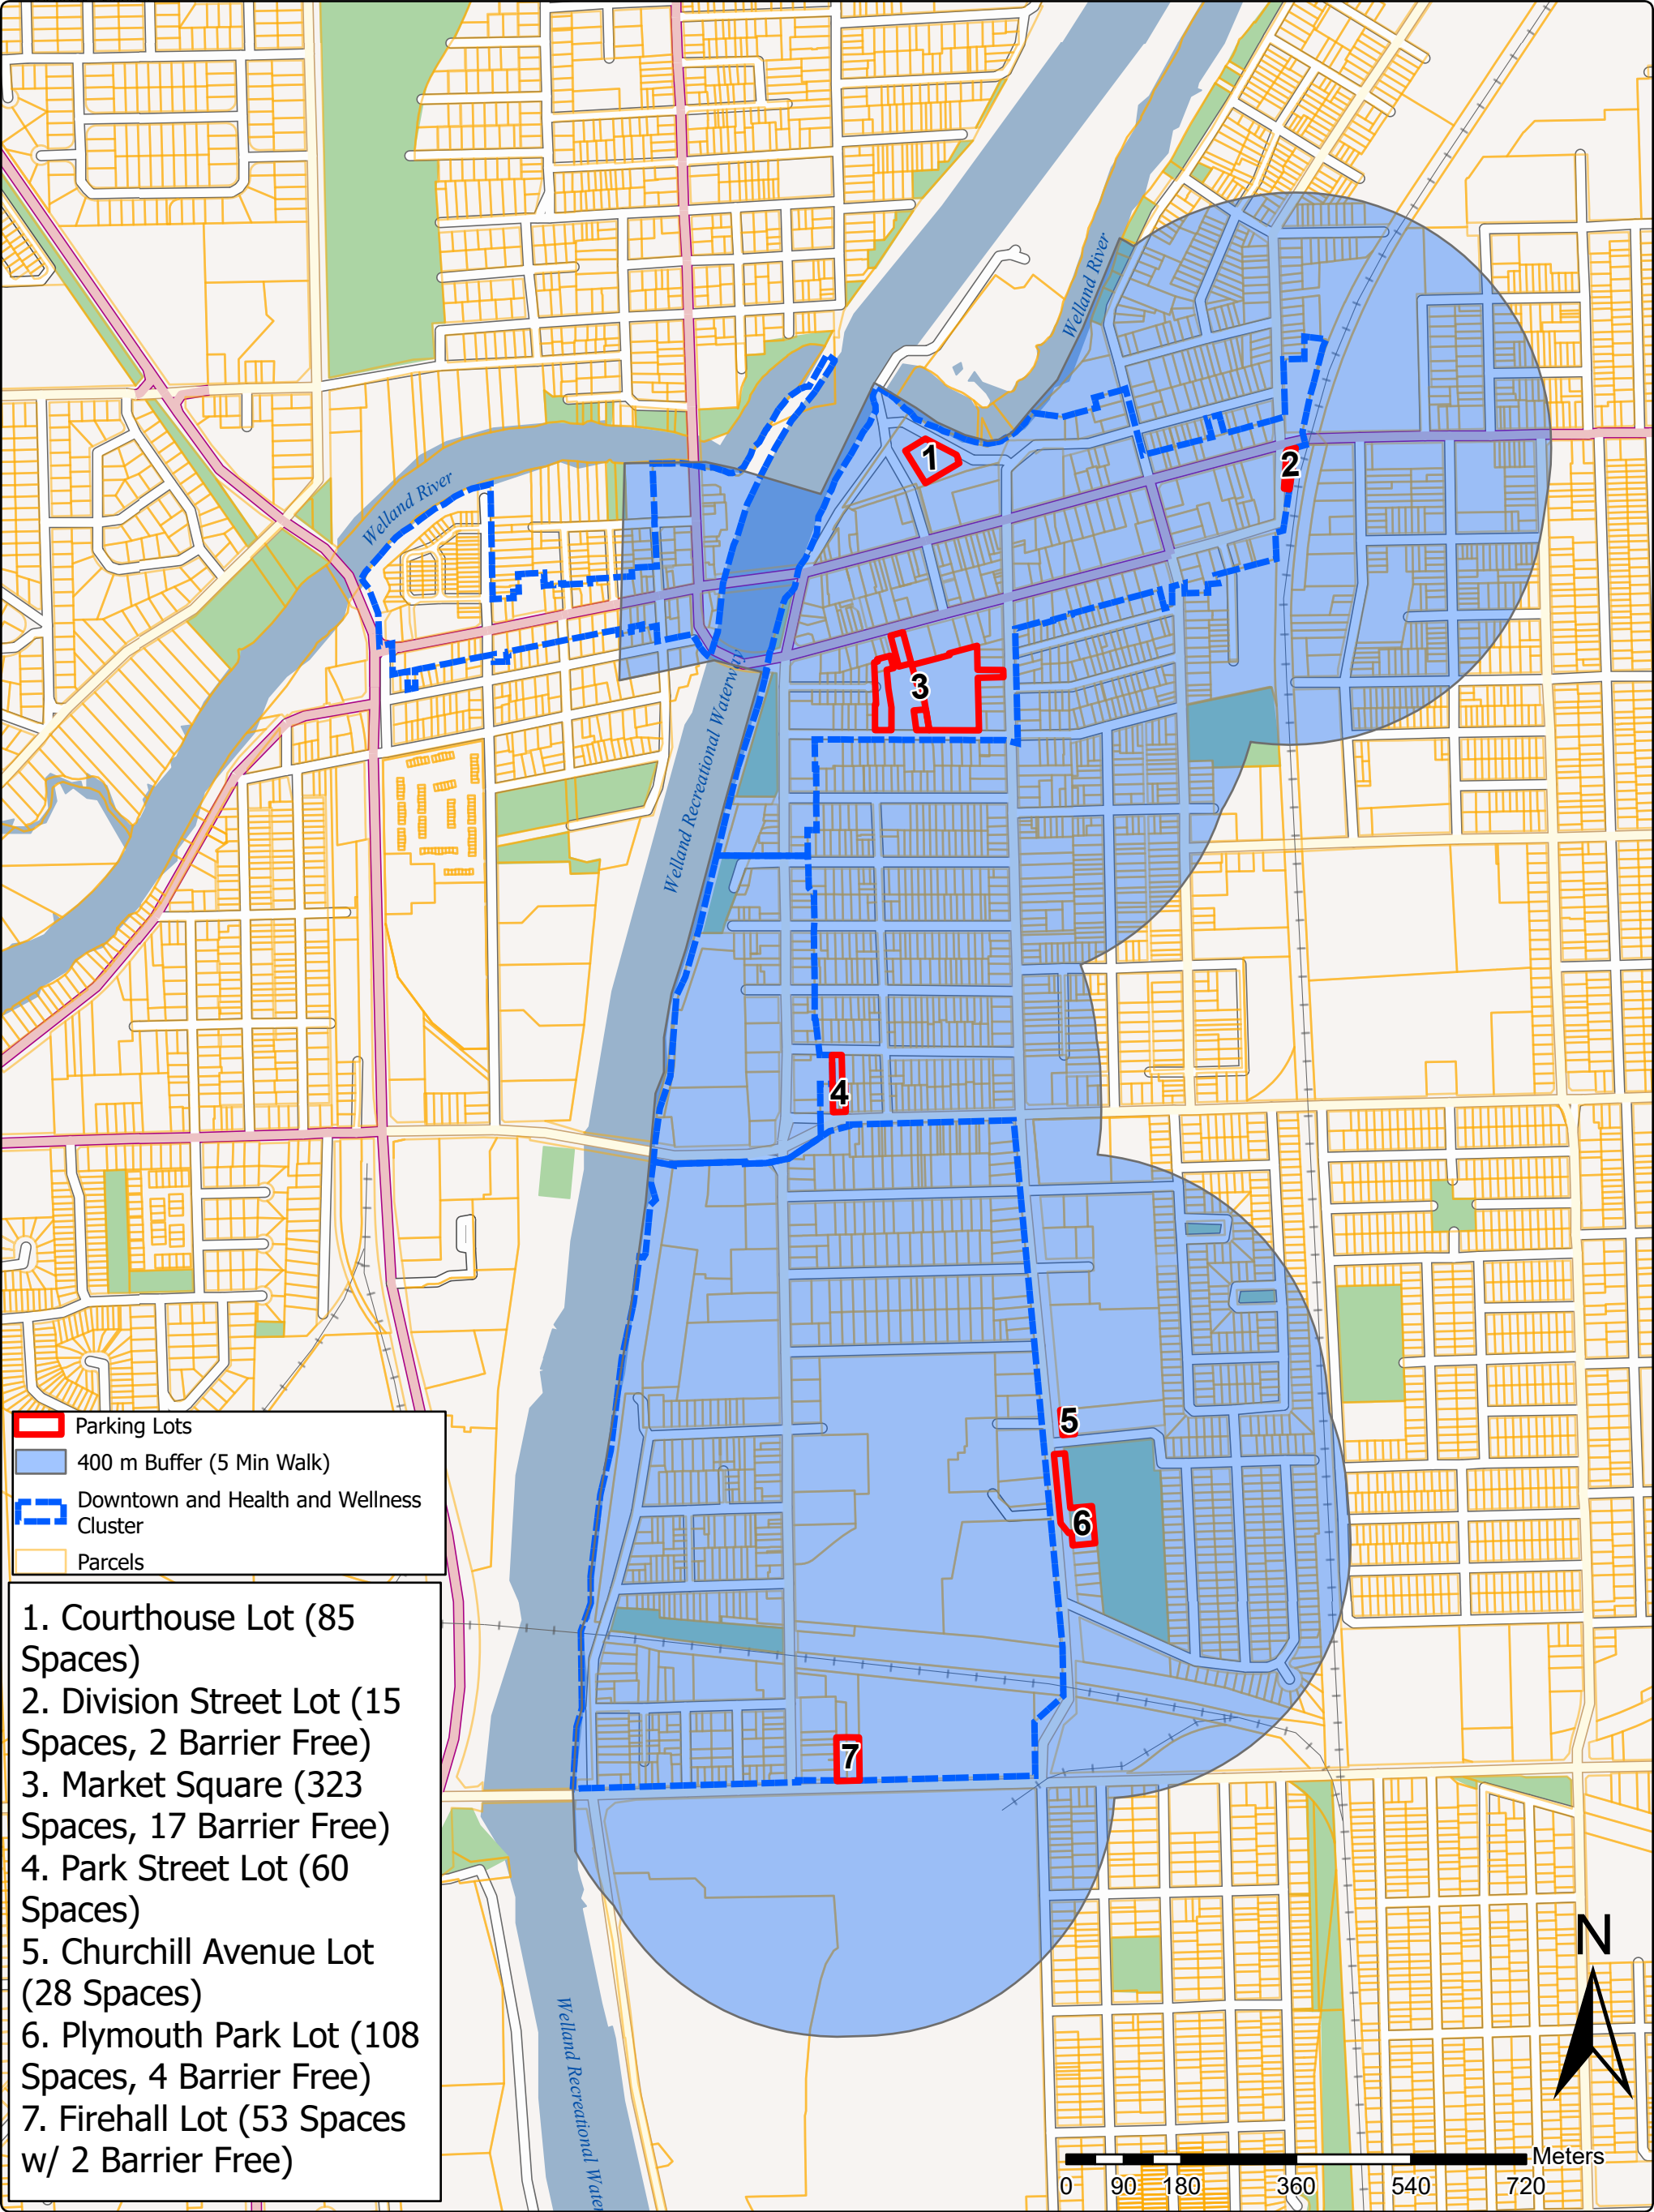 Welland River
Welland River
1
2
3
Welland Recreational Waterway
4
5
6
7
Parking Lots
400 m Buffer (5 Min Walk)
Downtown and Health and Wellness
Cluster
Parcels
1. Courthouse Lot (85
Spaces)
2. Division Street Lot (15
Spaces, 2 Barrier Free)
3. Market Square (323
Spaces, 17 Barrier Free)
4. Park Street Lot (60
Spaces)
5. Churchill Avenue Lot
(28 Spaces)
6. Plymouth Park Lot (108
Spaces, 4 Barrier Free)
7. Firehall Lot (53 Spaces
w/ 2 Barrier Free)
Welland Recreational Water
N
Meters
0 90 180 360 540 720